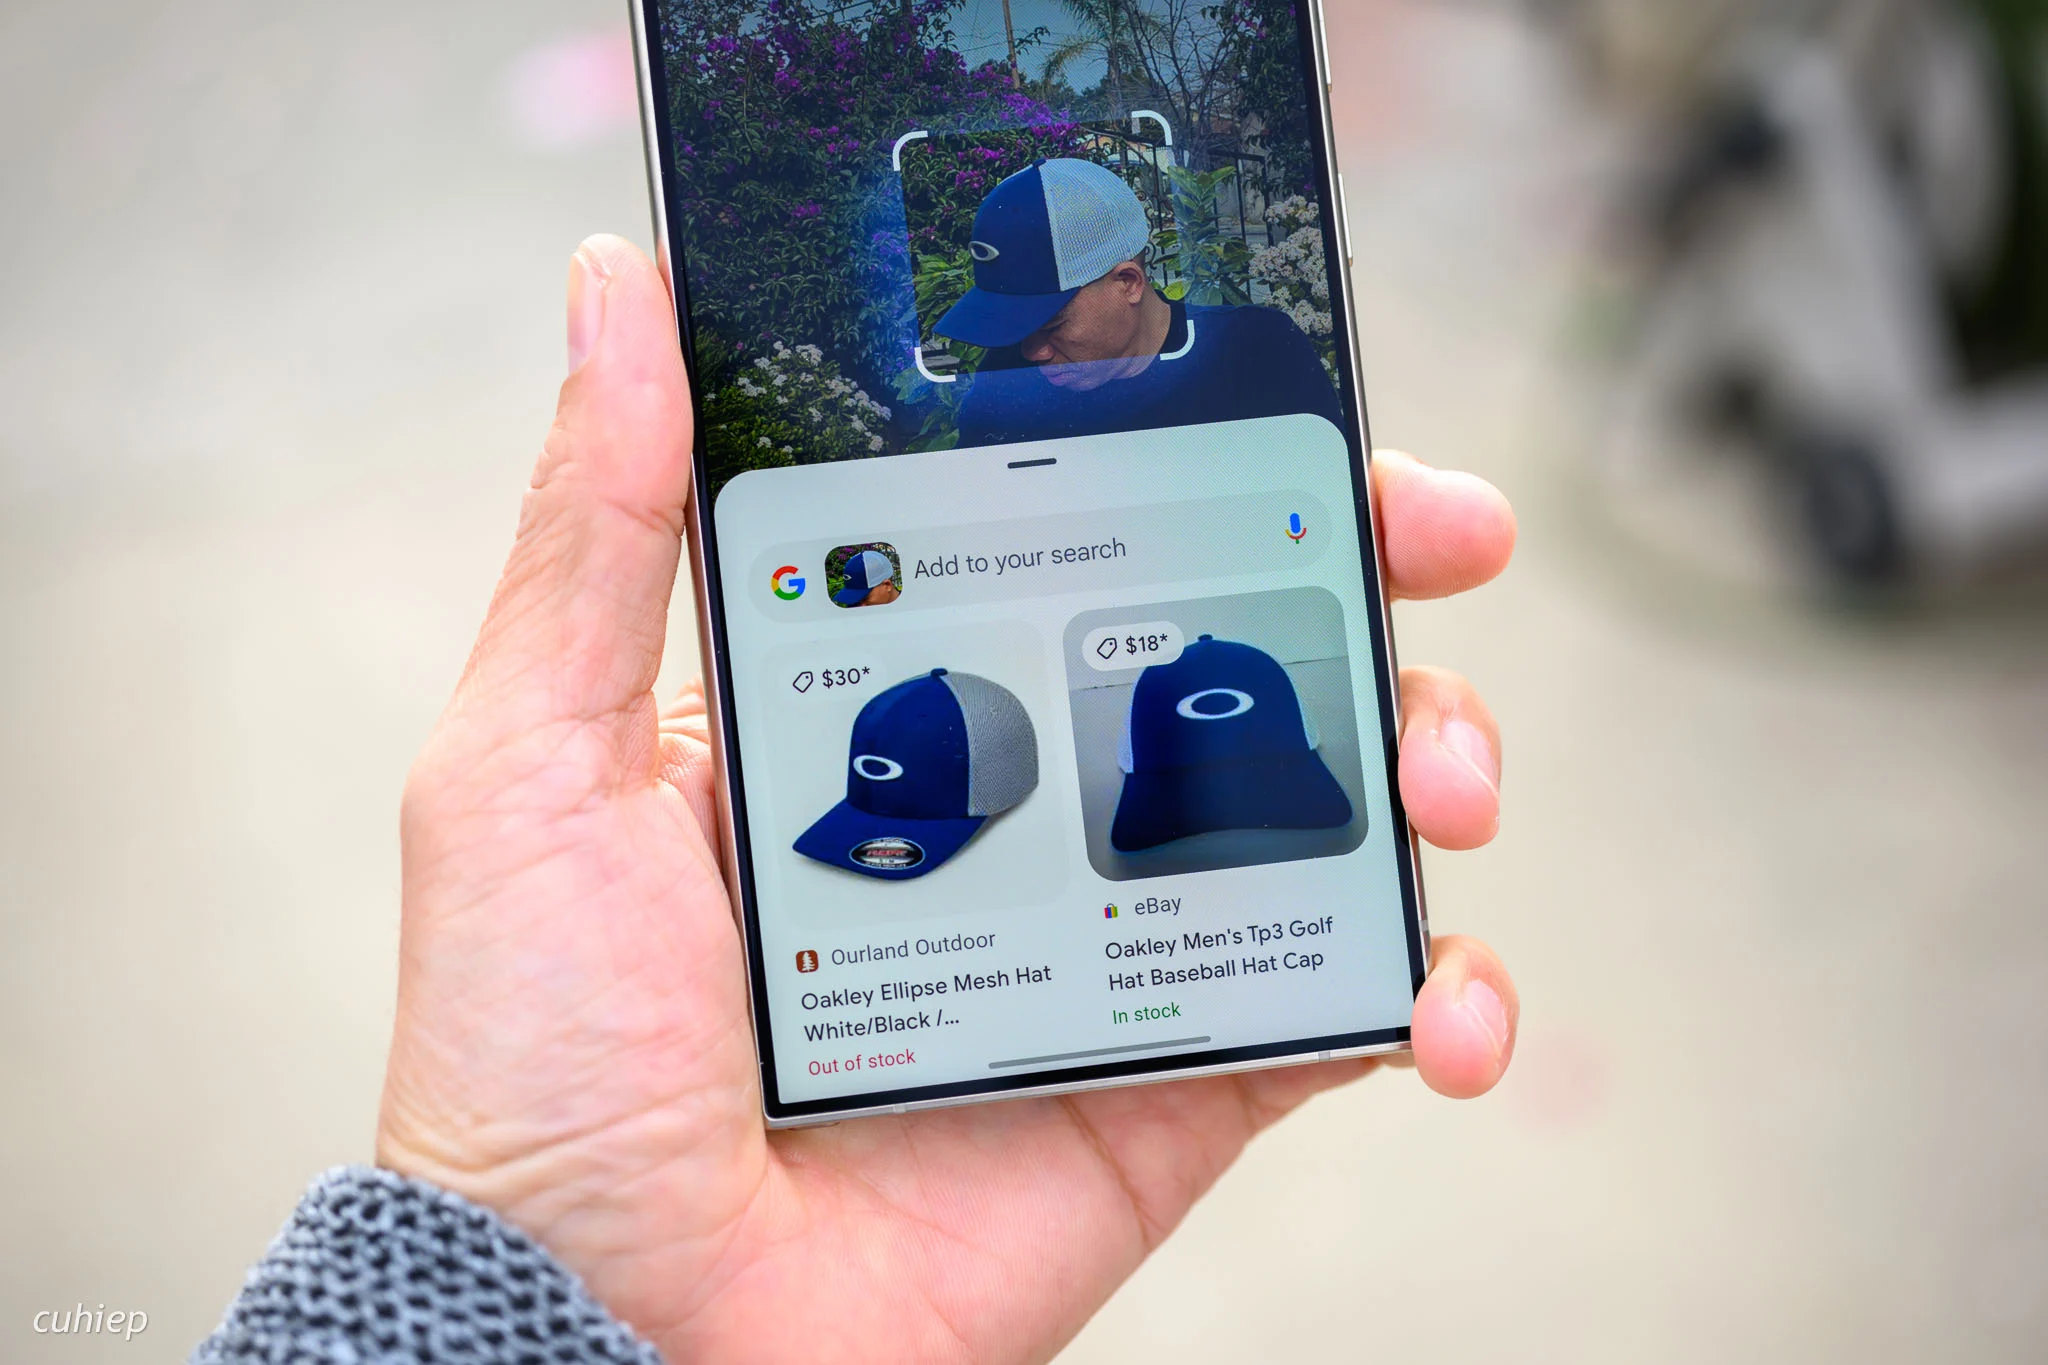 Add to your search
$30*
$18*
Ourland Outdoor
Oakley Ellipse Mesh Hat
White/Black /...
Out of stock
eBay
Oakley Men's Tp3 Golf
Hat Baseball Hat Cap
In stock
cuhiep